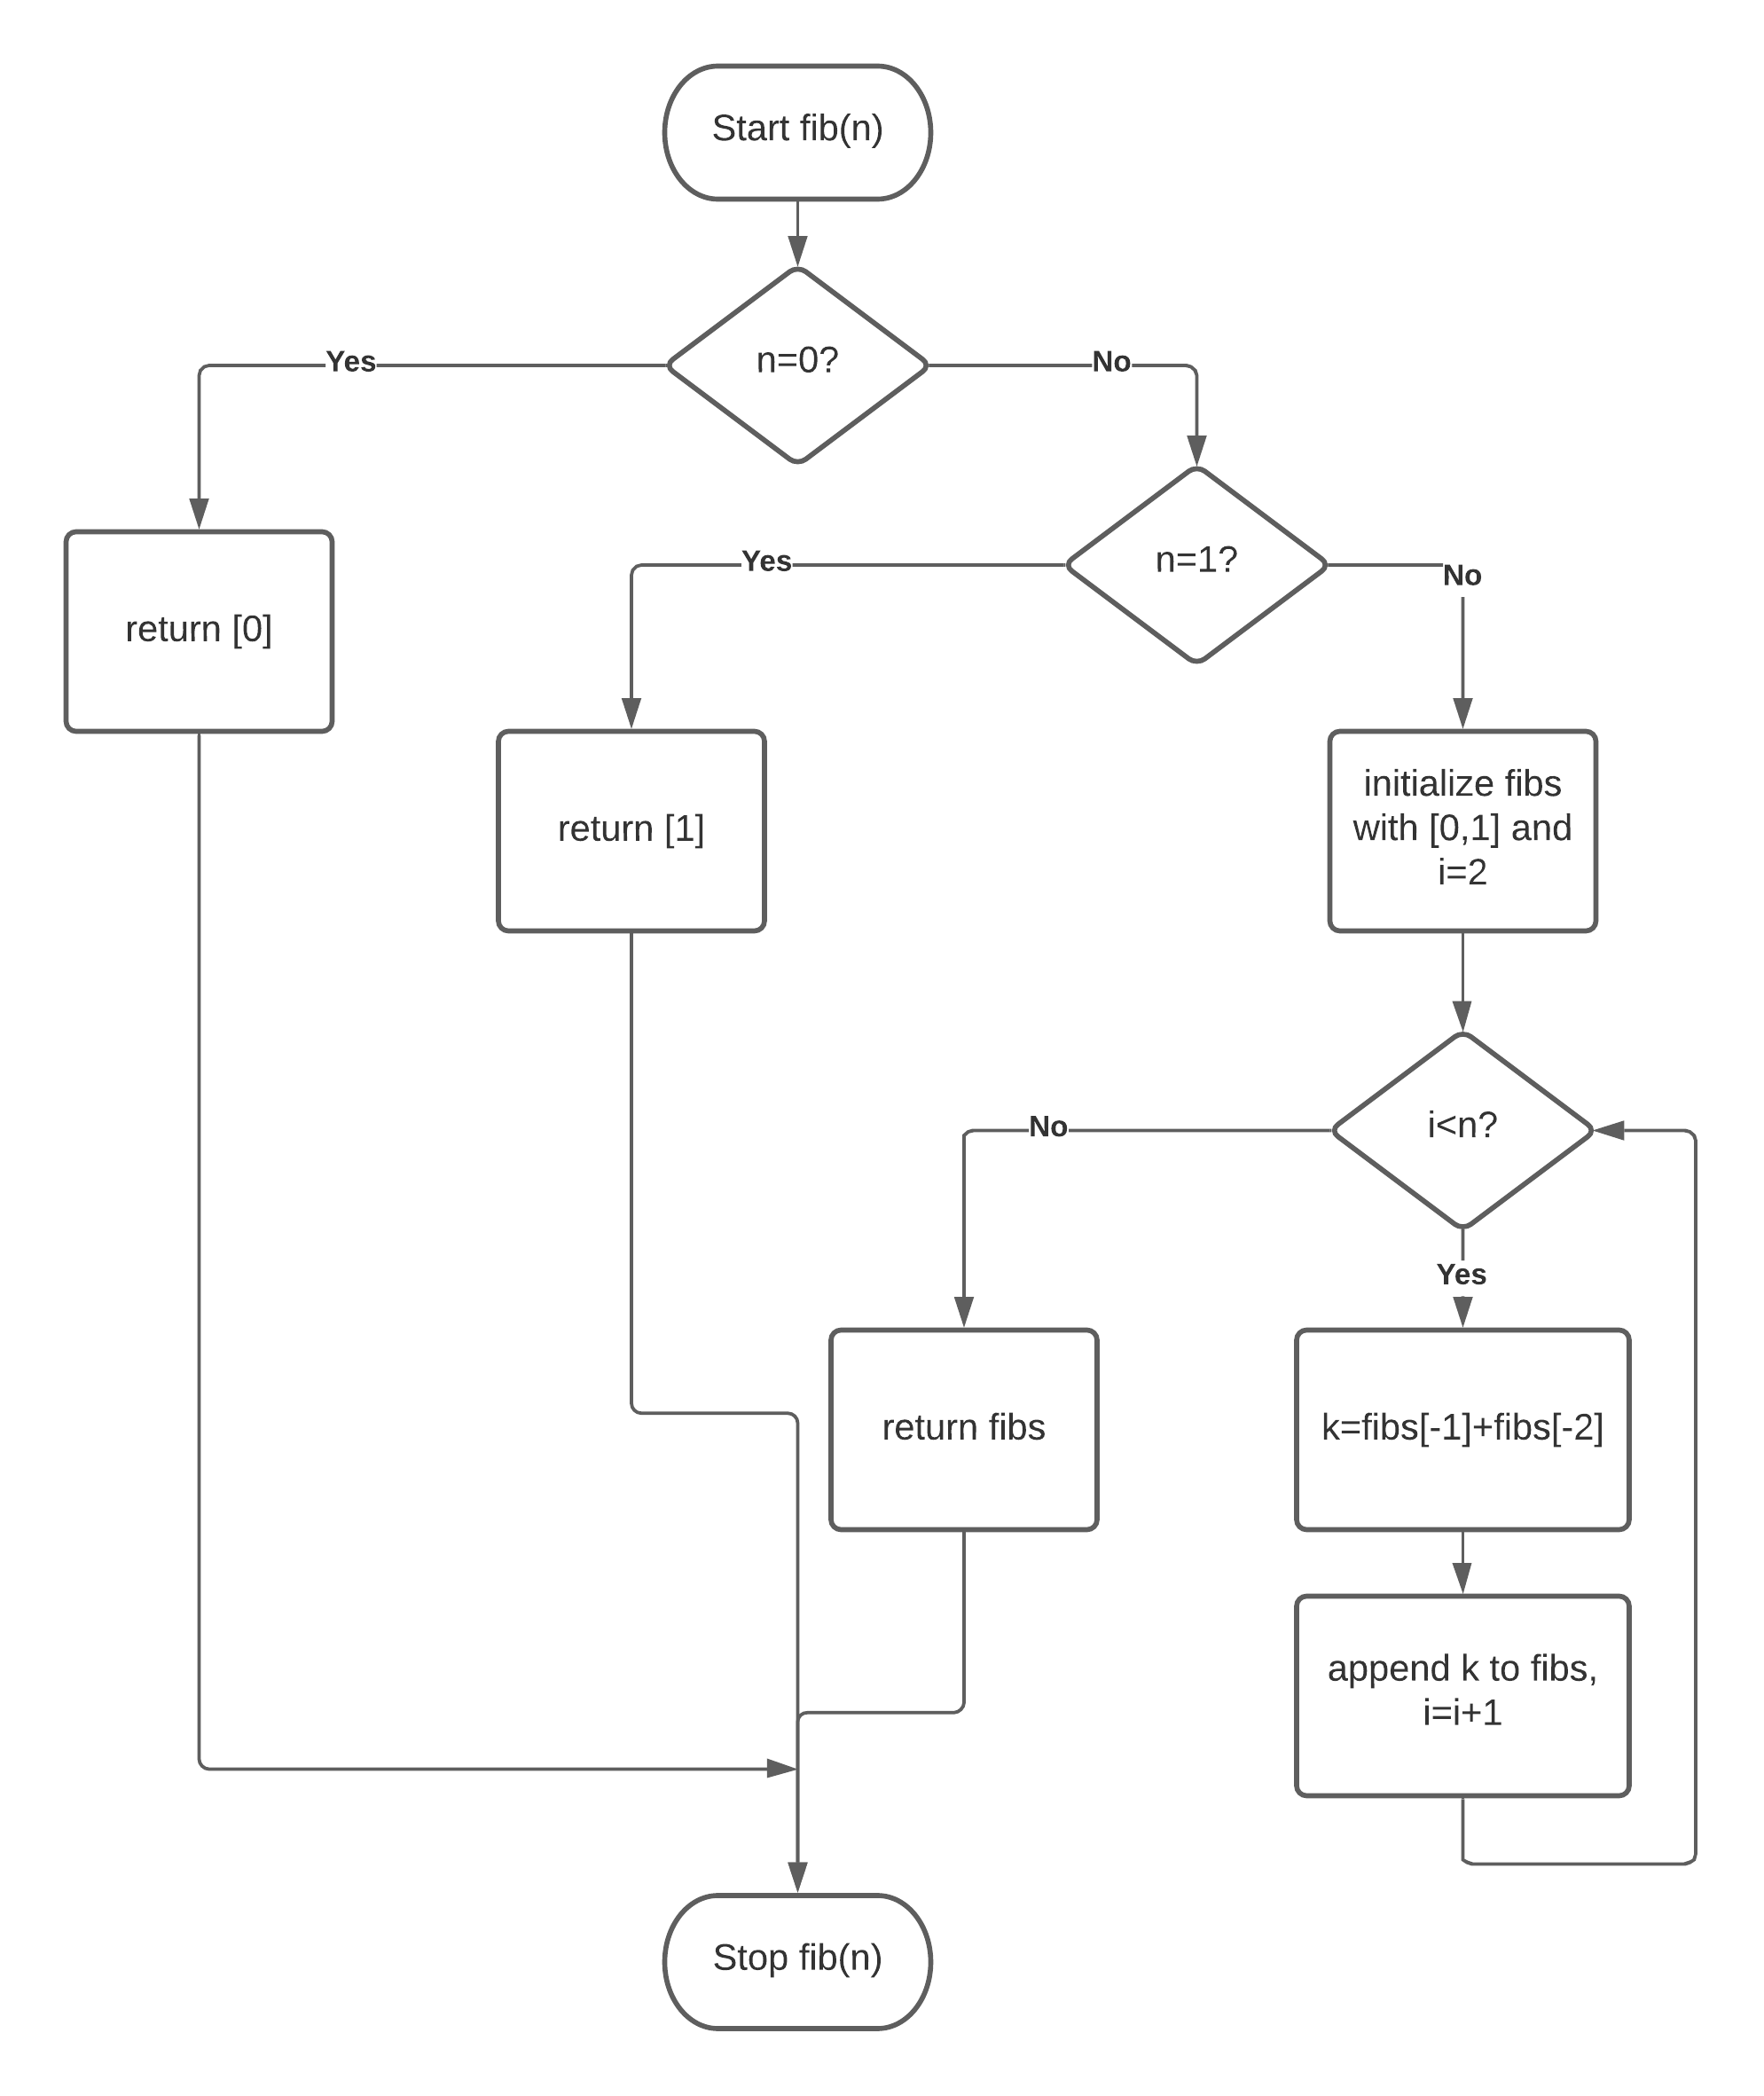 Start fib(n)
n=0?
Yes
No
n=1?
Yes
No
return [0]
return [1]
initialize fibs
with [0,1] and
i=2
i<n?
No
Yes
return fibs
k=fibs[-1]+fibs[-2]
append k to fibs,
i=i+1
Stop fib(n)